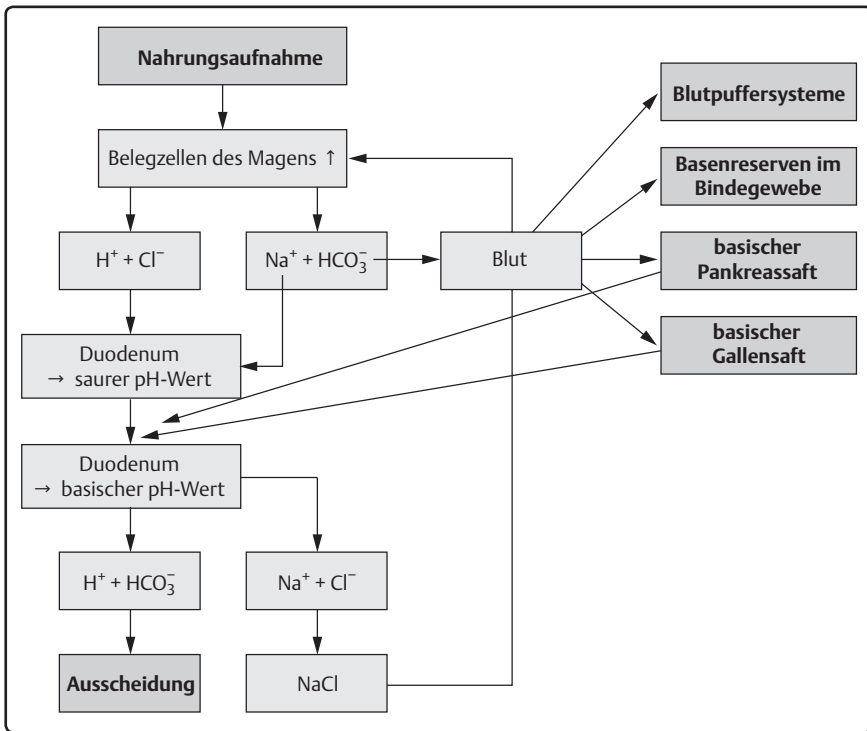 Nahrungsaufnahme
Belegzellen des Magens ↑
H⁺ + Cl⁻
Na⁺ + HCO₃⁻
Blut
Blutpuffersysteme
Basenreserven im
Bindegewebe
basischer
Pankreassaft
basischer
Gallensaft
Duodenum
→ saurer pH-Wert
Duodenum
→ basischer pH-Wert
H⁺ + HCO₃⁻
Na⁺ + Cl⁻
Ausscheidung
NaCl